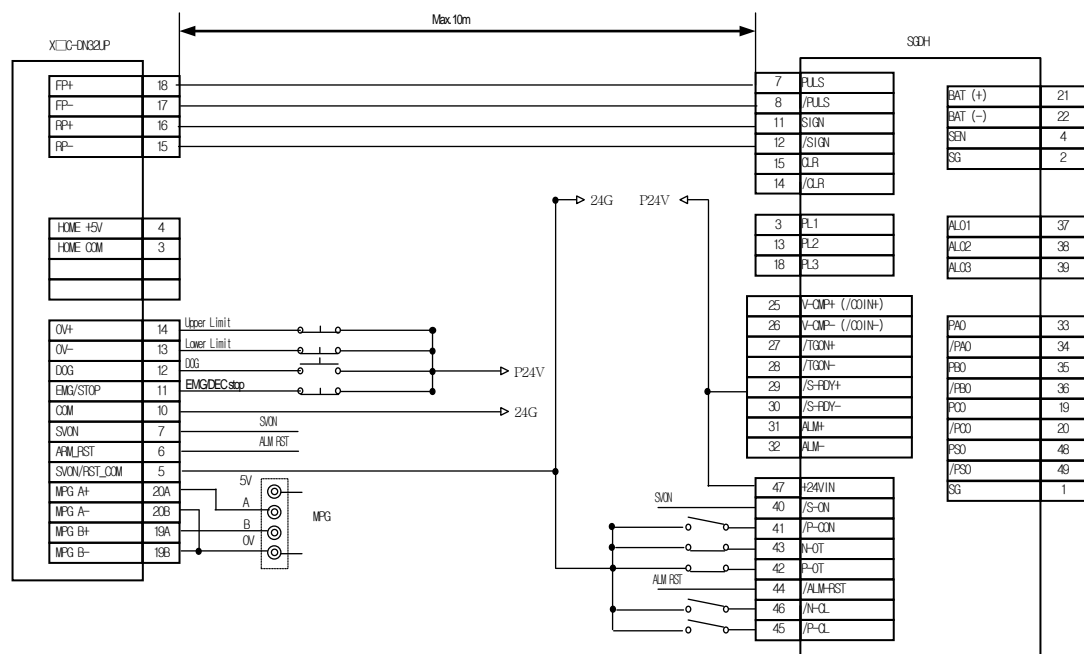 Max. 10m
X□C-DN32UP
SGDH
FP+ 18
FP- 17
RP+ 16
RP- 15
HOME +5V 4
HOME COM 3
OV+ 14 Upper Limit
OV- 13 Lower Limit
DOG 12 DOG
EMG/STOP 11 EMG/DEC stop
COM 10
SVON 7 SVON
ARM_RST 6 ALM RST
SVON/RST_COM 5
MPG A+ 20A
MPG A- 20B
MPG B+ 19A
MPG B- 19B
5V
A
B
0V
MPG
P24V
24G
24G P24V
7 PULS
8 /PULS
11 SIGN
12 /SIGN
15 CLR
14 /CLR
3 PL1
13 PL2
18 PL3
25 V-CMP+ (/COIN+)
26 V-CMP- (/COIN-)
27 /TGON+
28 /TGON-
29 /S-RDY+
30 /S-RDY-
31 ALM+
32 ALM-
47 +24VIN
SVON 40 /S-ON
41 /P-CON
43 N-OT
42 P-OT
ALM RST 44 /ALM-RST
46 /N-CL
45 /P-CL
BAT (+) 21
BAT (-) 22
SEN 4
SG 2
ALO1 37
ALO2 38
ALO3 39
PAO 33
/PAO 34
PBO 35
/PBO 36
PCO 19
/PCO 20
PSO 48
/PSO 49
SG 1